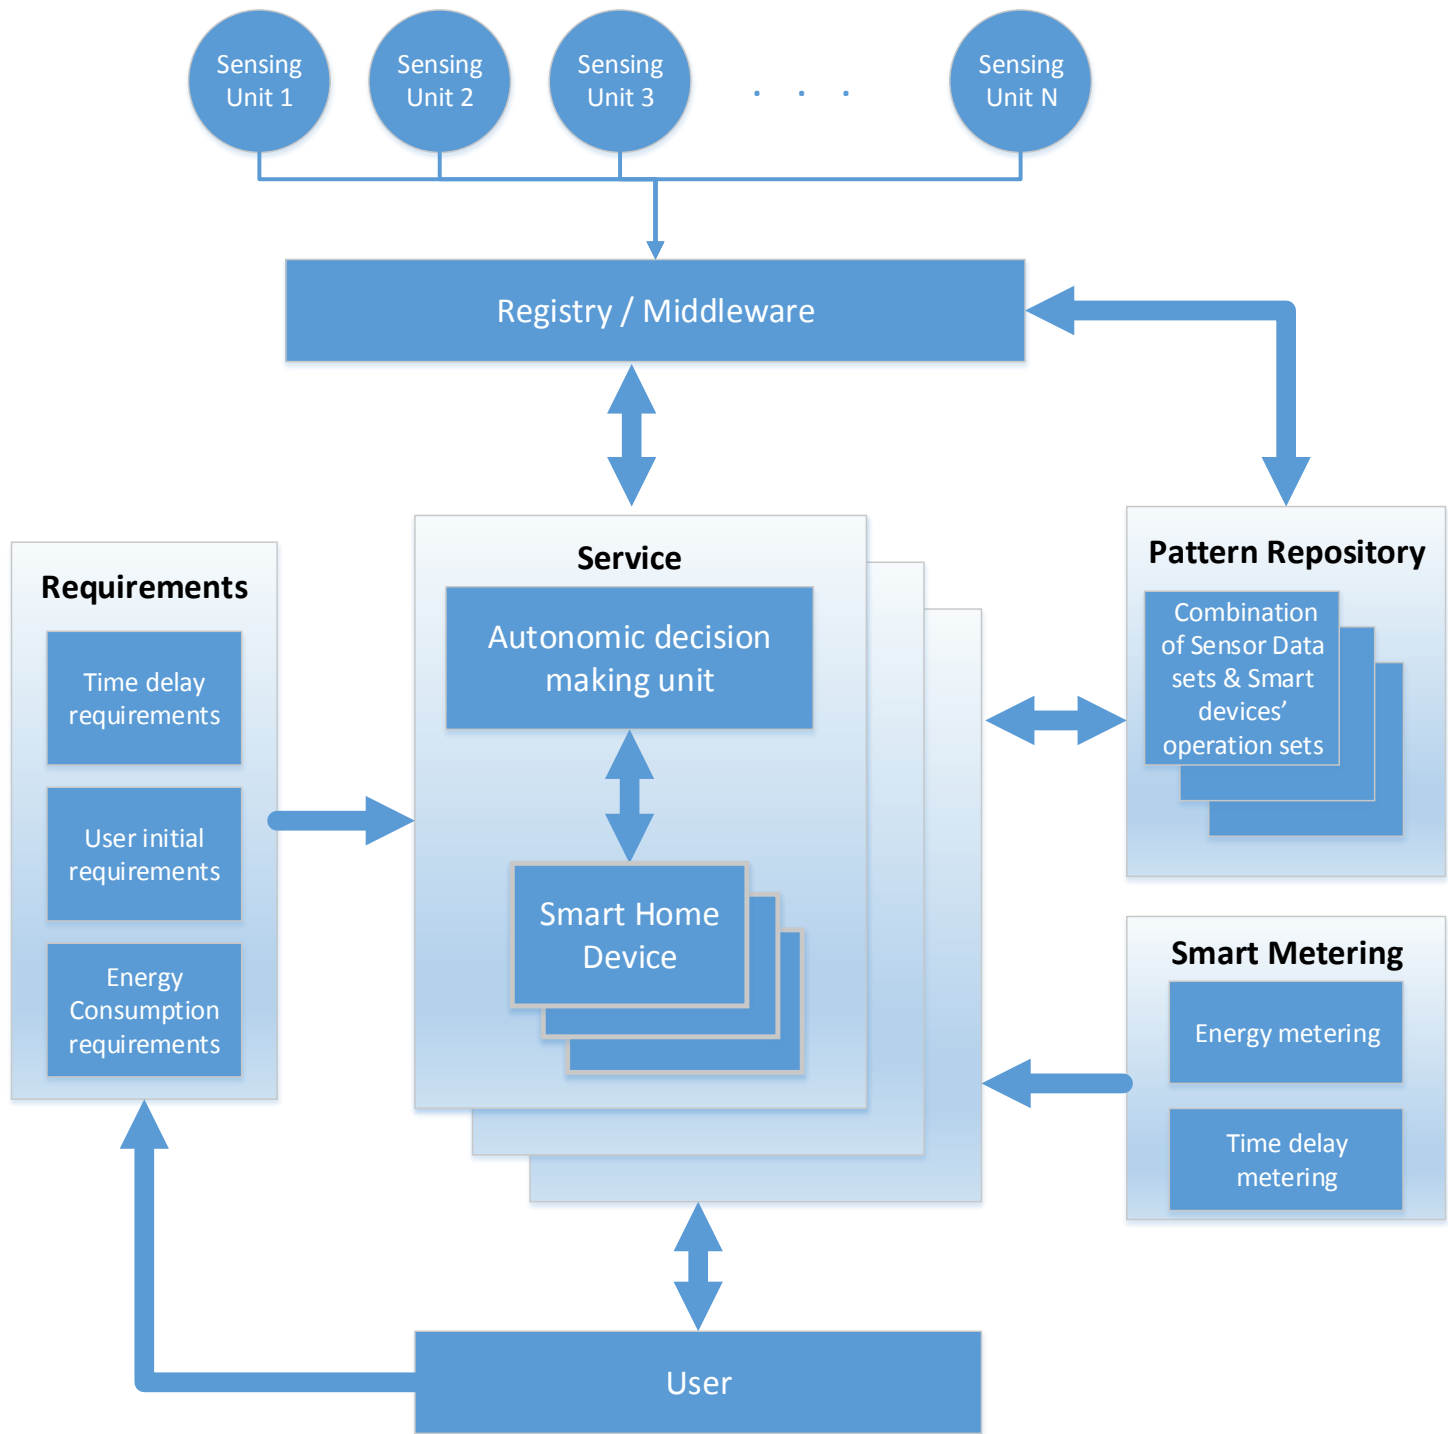 Sensing
Unit 1
Sensing
Unit 2
Sensing
Unit 3
. . .
Sensing
Unit N
Registry / Middleware
Requirements
Time delay
requirements
User initial
requirements
Energy
Consumption
requirements
Service
Autonomic decision
making unit
Smart Home
Device
Pattern Repository
Combination
of Sensor Data
sets & Smart
devices’
operation sets
Smart Metering
Energy metering
Time delay
metering
User